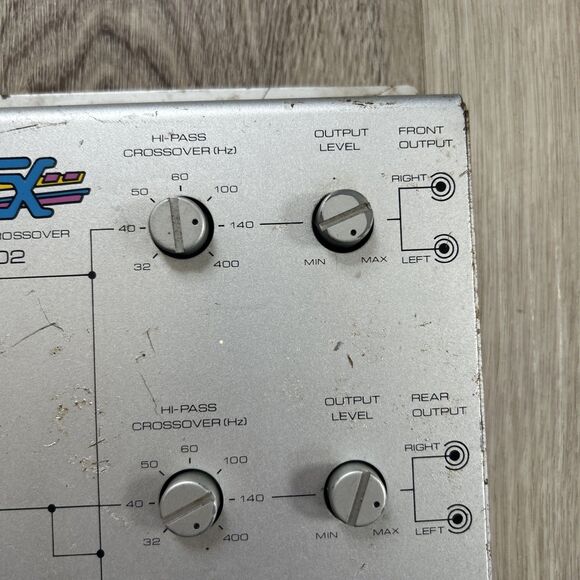 HI-PASS
CROSSOVER (Hz)
OUTPUT
LEVEL
FRONT
OUTPUT
50 60 100
40 140
32 400
MIN MAX
RIGHT
LEFT
HI-PASS
CROSSOVER (Hz)
OUTPUT
LEVEL
REAR
OUTPUT
50 60 100
40 140
32 400
MIN MAX
RIGHT
LEFT